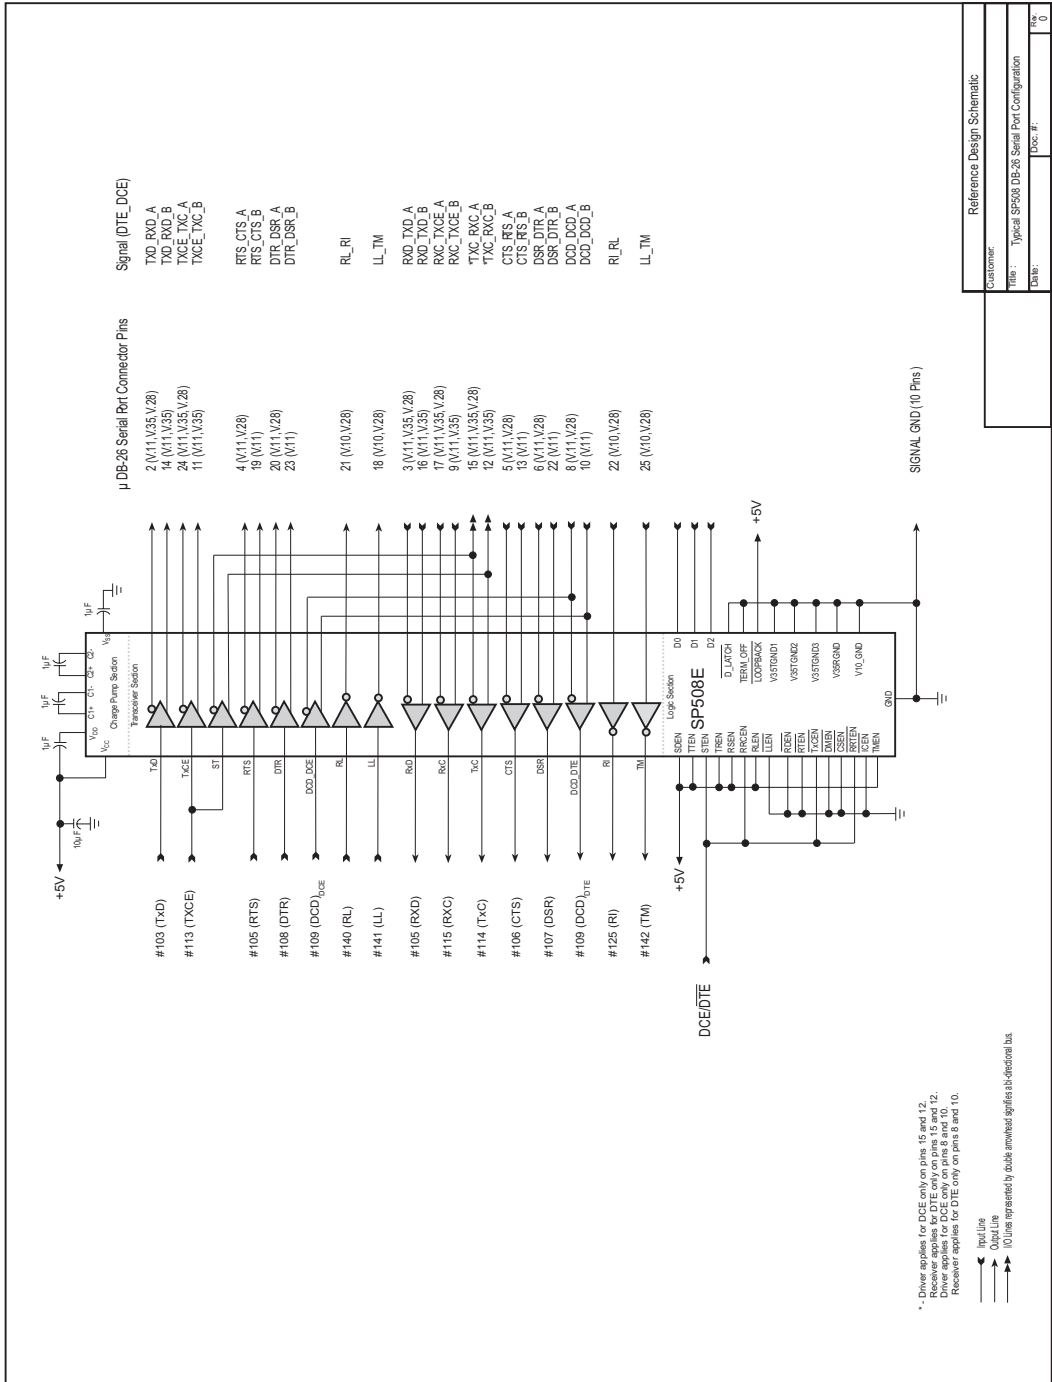 µ DB-26 Serial Port Connector Pins
Signal (DTE_DCE)
2 (V.11,V.35,V.28) TXD_RXD_A
14 (V.11,V.35) TXD_RXD_B
24 (V.11,V.35,V.28) TXCE_TXC_A
11 (V.11,V.35) TXCE_TXC_B
4 (V.11,V.28) RTS_CTS_A
19 (V.11) RTS_CTS_B
20 (V.11,V.28) DTR_DSR_A
23 (V.11) DTR_DSR_B
21 (V.10,V.28) RL_RI
18 (V.10,V.28) LL_TM
3 (V.11,V.35,V.28) RXD_TXD_A
16 (V.11,V.35) RXD_TXD_B
17 (V.11,V.35,V.28) RXC_TXCE_A
9 (V.11,V.35) RXC_TXCE_B
15 (V.11,V.35,V.28) *TXC_RXC_A
12 (V.11,V.35) *TXC_RXC_B
5 (V.11,V.28) CTS_RTS_A
13 (V.11) CTS_RTS_B
6 (V.11,V.28) DSR_DTR_A
22 (V.11) DSR_DTR_B
8 (V.11,V.28) DCD_DCD_A
10 (V.11) DCD_DCD_B
22 (V.10,V.28) RI_RL
25 (V.10,V.28) LL_TM
SIGNAL GND (10 Pins )
+5V
10µF
1µF
1µF
1µF
1µF
VCC
VDD
C1+
C1-
C2+
C2-
VSS
Charge Pump Section
Transceiver Section
TxD
TxCE
ST
RTS
DTR
DCD_DCE
RL
LL
RxD
RxC
TxC
CTS
DSR
DCD_DTE
RI
TM
#103 (TxD)
#113 (TXCE)
#105 (RTS)
#108 (DTR)
#109 (DCD)DCE
#140 (RL)
#141 (LL)
#105 (RXD)
#115 (RXC)
#114 (TxC)
#106 (CTS)
#107 (DSR)
#109 (DCD)DTE
#125 (RI)
#142 (TM)
Logic Section
SP508E
SDEN
TTEN
STEN
TREN
RSEN
RRCEN
RLEN
LLEN
RDEN
RTEN
TxCEN
DMEN
CSEN
RRTEN
ICEN
TMEN
D0
D1
D2
D_LATCH
TERM_OFF
LOOPBACK
V35TGND1
V35TGND2
V35TGND3
V35RGND
V10_GND
GND
+5V
+5V
DCE/DTE
* - Driver applies for DCE only on pins 15 and 12.
Receiver applies for DTE only on pins 15 and 12.
Driver applies for DCE only on pins 8 and 10.
Receiver applies for DTE only on pins 8 and 10.
Input Line
Output Line
I/O Lines represented by double arrowhead signifies a bi-directional bus.
Reference Design Schematic
Customer:
Title : Typical SP508 DB-26 Serial Port Configuration
Date: Doc. #: Rev. 0